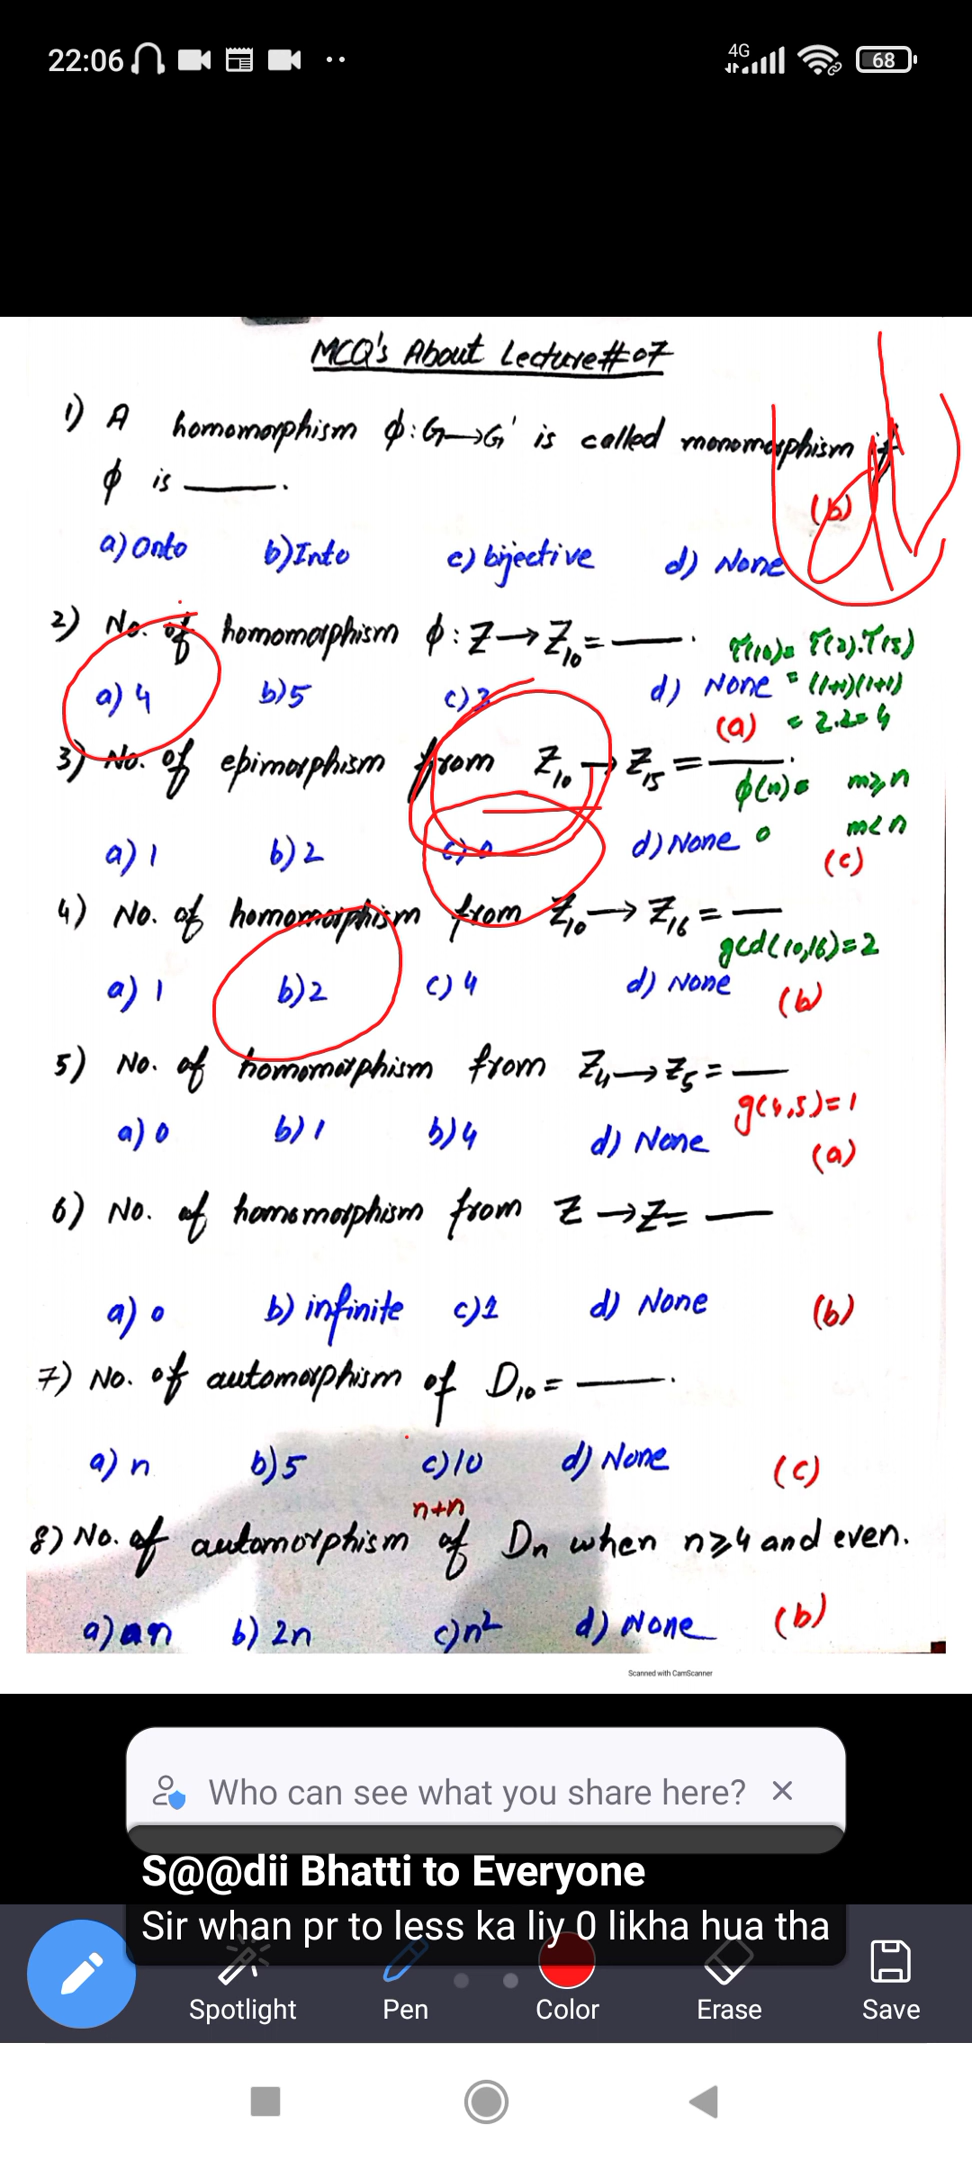 22:06
4G
68
MCQ's About Lecture#07
1) A homomorphism ϕ:G→G' is called monomorphism if
ϕ is ____.
(b)
a) Onto b) Into c) bijective d) None
2) No. of homomorphism ϕ: Z→Z₁₀ = ____.
τ(10)= τ(2).τ(5)
a) 4 b) 5 c) 3 d) None = (1+1)(1+1)
(a) = 2.2= 4
3) No. of epimorphism from Z₁₀→Z₁₅ = ____.
ϕ(n)= m≥n
a) 1 b) 2 c) 0 d) None 0 m<n
(c)
4) No. of homomorphism from Z₁₀→Z₁₆ = __
gcd(10,16)=2
a) 1 b) 2 c) 4 d) None (b)
5) No. of homomorphism from Z₄→Z₅ = __
g(4,5)=1
a) 0 b) 1 b) 4 d) None
(a)
6) No. of homomorphism from Z→Z= __
a) 0 b) infinite c) 1 d) None (b)
7) No. of automorphism of D₁₀ = ____.
a) n b) 5 c) 10 d) None (c)
n+n
8) No. of automorphism of Dn when n≥4 and even.
a) b) 2n c) n² d) None (b)
Scanned with CamScanner
Who can see what you share here? ×
S@@dii Bhatti to Everyone
Sir whan pr to less ka liy 0 likha hua tha
Spotlight Pen Color Erase Save